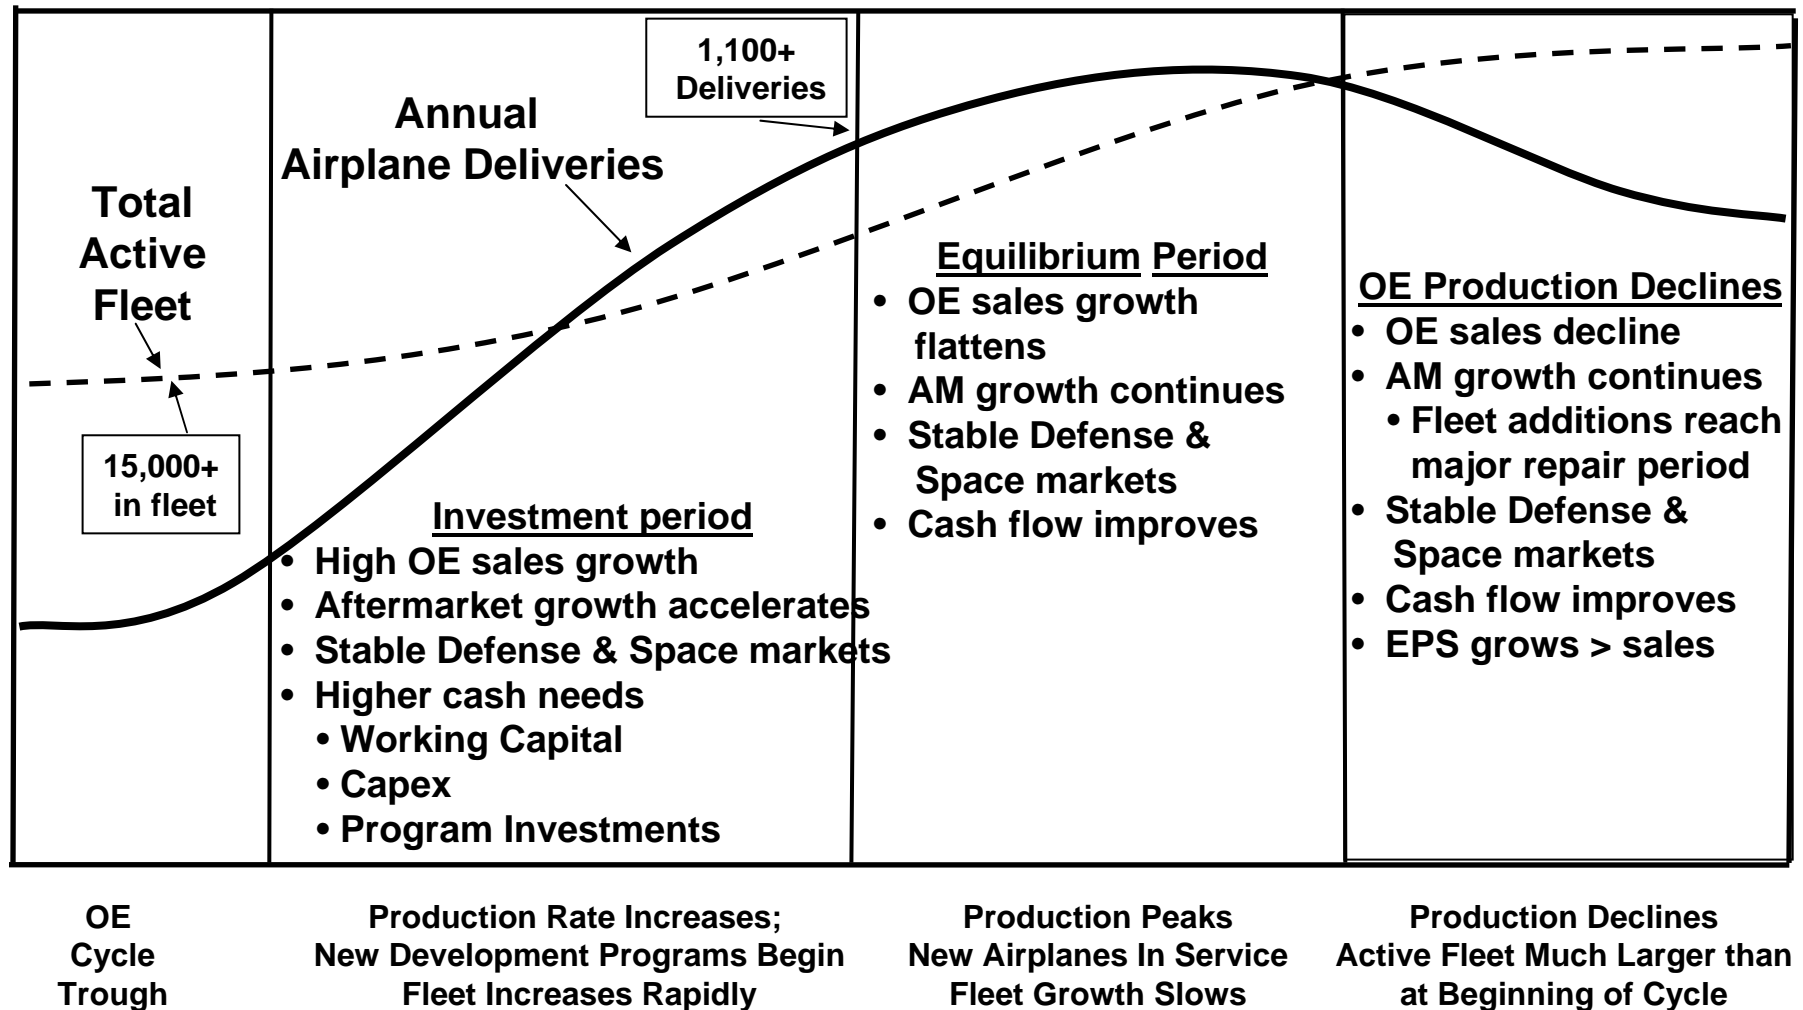 1,100+
Deliveries
Annual
Airplane Deliveries
Total
Active
Fleet
15,000+
in fleet
Investment period
• High OE sales growth
• Aftermarket growth accelerates
• Stable Defense & Space markets
• Higher cash needs
• Working Capital
• Capex
• Program Investments
Equilibrium Period
• OE sales growth
flattens
• AM growth continues
• Stable Defense &
Space markets
• Cash flow improves
OE Production Declines
• OE sales decline
• AM growth continues
• Fleet additions reach
major repair period
• Stable Defense &
Space markets
• Cash flow improves
• EPS grows > sales
OE
Cycle
Trough
Production Rate Increases;
New Development Programs Begin
Fleet Increases Rapidly
Production Peaks
New Airplanes In Service
Fleet Growth Slows
Production Declines
Active Fleet Much Larger than
at Beginning of Cycle